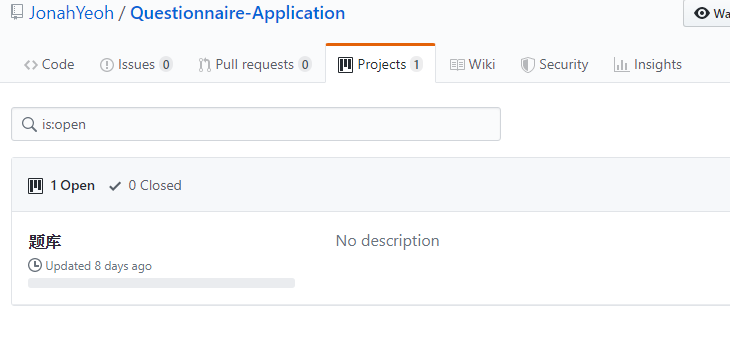 JonahYeoh / Questionnaire-Application
Wa
Code Issues 0 Pull requests 0 Projects 1 Wiki Security Insights
is:open
1 Open 0 Closed
题库 No description
Updated 8 days ago